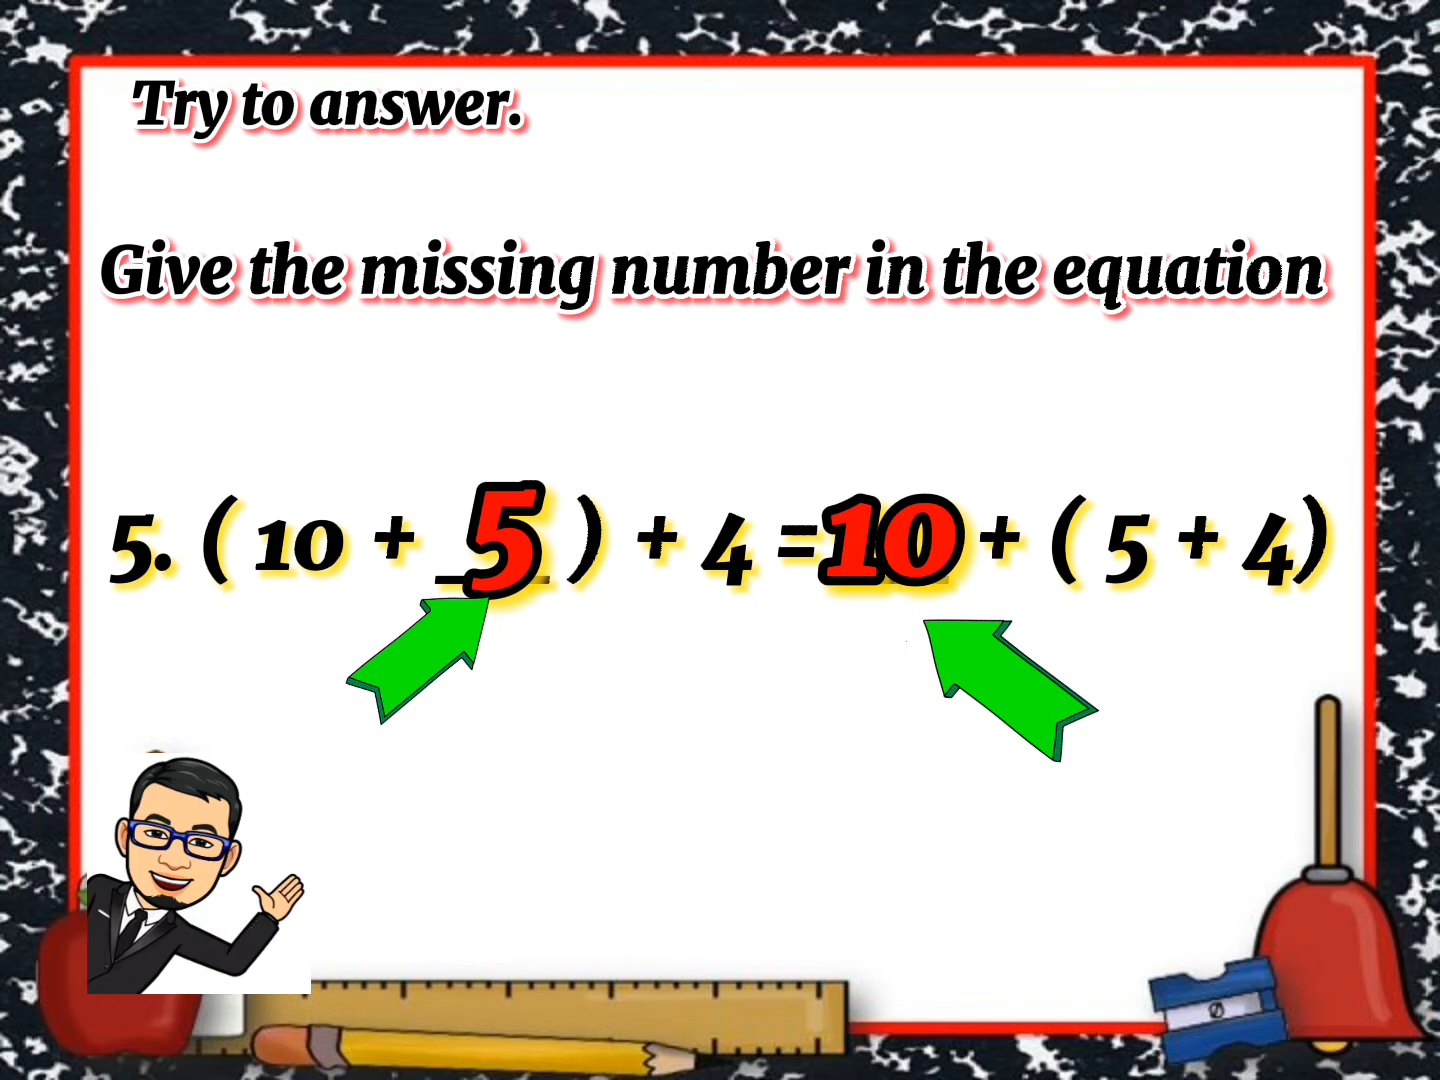 Try to answer.
Give the missing number in the equation
5. ( 10 + 5 ) + 4 = 10 + ( 5 + 4)